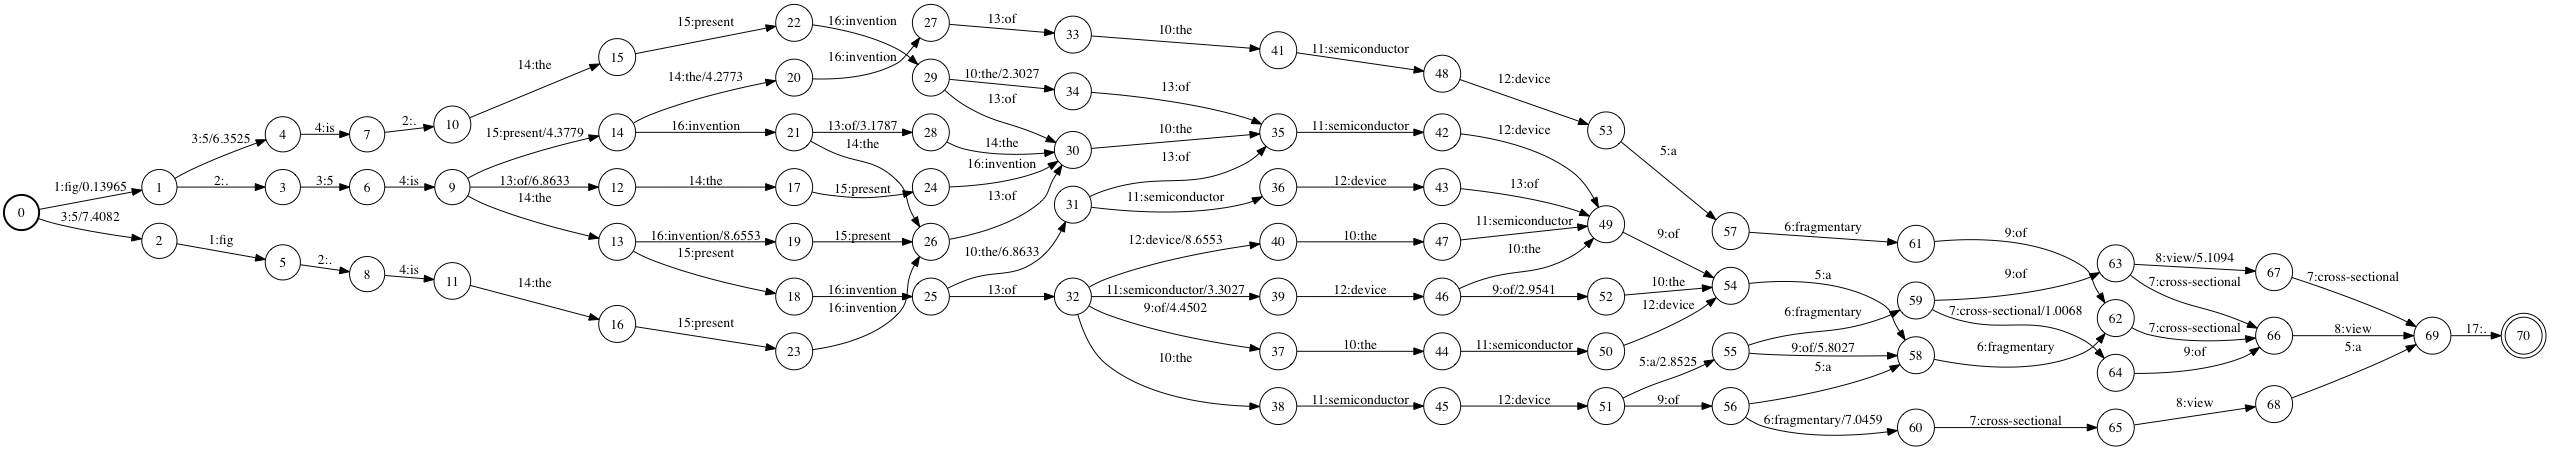 0
1:fig/0.13965
3:5/7.4082
1
2
3:5/6.3525
2:.
1:fig
4
3
5
4:is
3:5
2:.
7
6
8
2:.
4:is
4:is
10
9
11
14:the
15:present/4.3779
13:of/6.8633
14:the
14:the
15
14
12
13
16
15:present
14:the/4.2773
16:invention
14:the
16:invention/8.6553
15:present
15:present
22
20
21
17
19
18
23
16:invention
16:invention
13:of/3.1787
14:the
15:present
15:present
16:invention
16:invention
27
29
28
24
26
25
13:of
10:the/2.3027
13:of
14:the
16:invention
13:of
10:the/6.8633
13:of
33
34
30
31
32
10:the
13:of
10:the
13:of
11:semiconductor
12:device/8.6553
11:semiconductor/3.3027
9:of/4.4502
10:the
41
35
36
40
39
37
38
11:semiconductor
11:semiconductor
12:device
10:the
12:device
10:the
11:semiconductor
48
42
43
47
46
44
45
12:device
12:device
13:of
11:semiconductor
10:the
9:of/2.9541
11:semiconductor
12:device
53
49
52
50
51
5:a
9:of
10:the
12:device
5:a/2.8525
9:of
57
54
55
56
6:fragmentary
5:a
6:fragmentary
9:of/5.8027
5:a
6:fragmentary/7.0459
61
59
58
60
9:of
9:of
7:cross-sectional/1.0068
6:fragmentary
7:cross-sectional
63
62
64
65
8:view/5.1094
7:cross-sectional
7:cross-sectional
9:of
8:view
67
66
68
7:cross-sectional
8:view
5:a
69
17:.
70